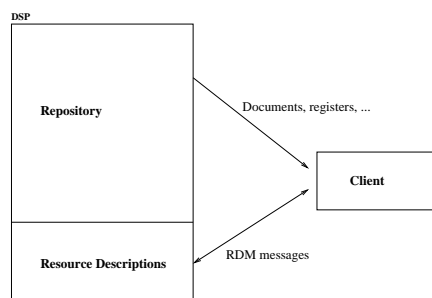 DSP
Repository
Documents, registers, ...
Client
RDM messages
Resource Descriptions